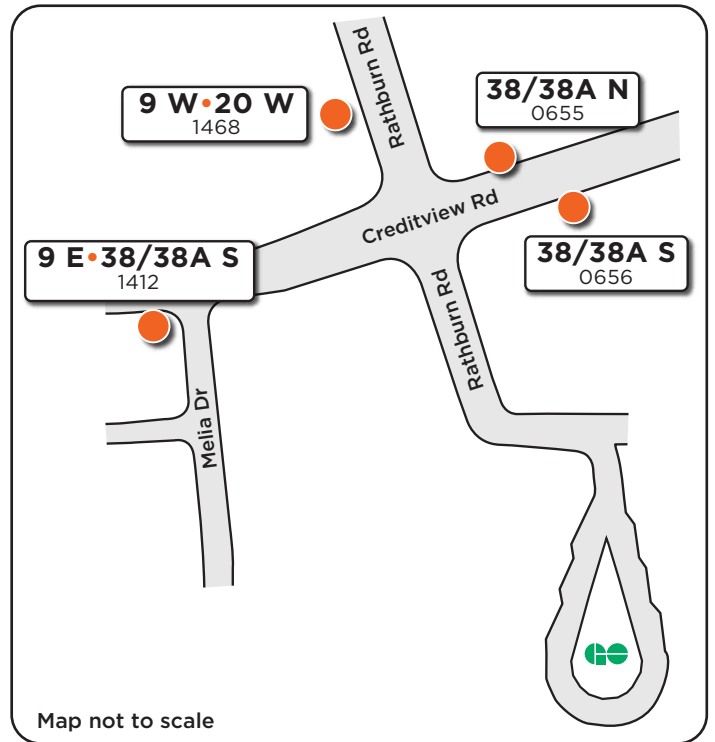 Rathburn Rd
9 W•20 W
1468
38/38A N
0655
Creditview Rd
9 E•38/38A S
1412
38/38A S
0656
Rathburn Rd
Melia Dr
GO
Map not to scale